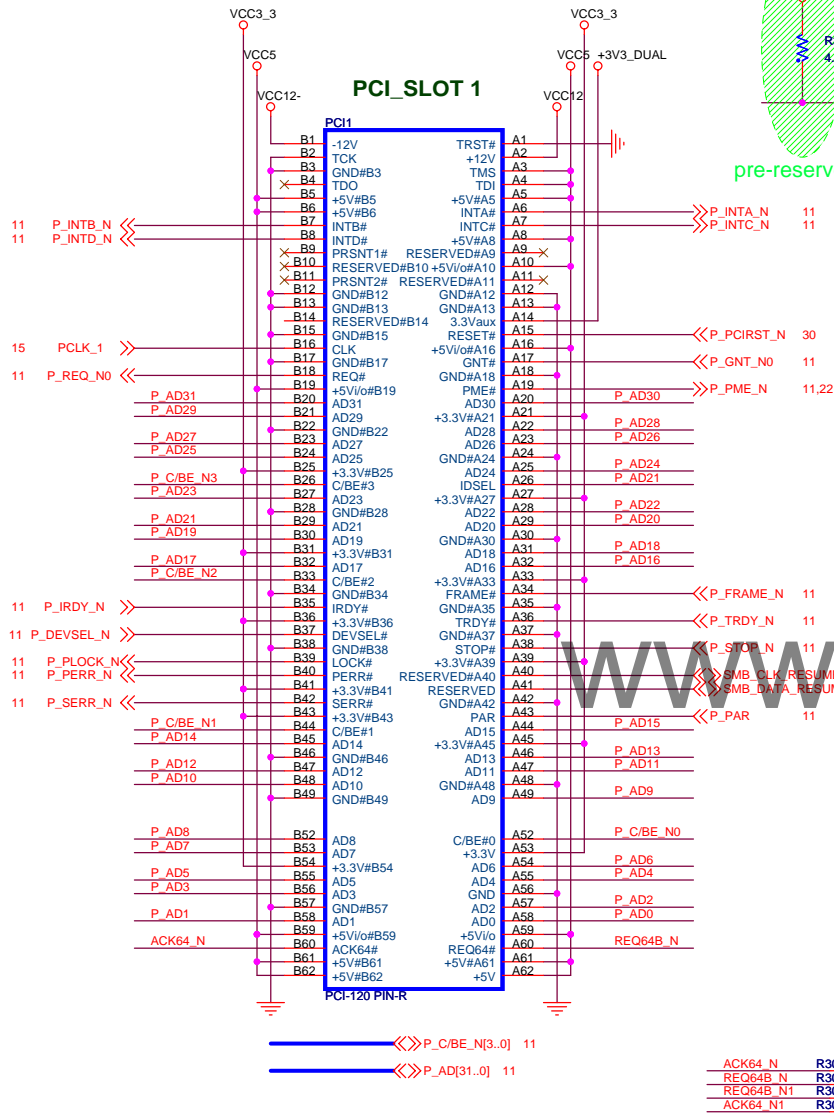 VCC3_3 VCC3_3
VCC5 VCC5 +3V3_DUAL
VCC12- VCC12
PCI_SLOT 1
PCI1
pre-reserv
B1 -12V TRST# A1
B2 TCK +12V A2
B3 GND#B3 TMS A3
B4 TDO TDI A4
B5 +5V#B5 +5V#A5 A5
B6 +5V#B6 INTA# A6 P_INTA_N 11
11 P_INTB_N B7 INTB# INTC# A7 P_INTC_N 11
11 P_INTD_N B8 INTD# +5V#A8 A8
B9 PRSNT1# RESERVED#A9 A9
B10 RESERVED#B10 +5Vi/o#A10 A10
B11 PRSNT2# RESERVED#A11 A11
B12 GND#B12 GND#A12 A12
B13 GND#B13 GND#A13 A13
B14 RESERVED#B14 3.3Vaux A14
B15 GND#B15 RESET# A15 P_PCIRST_N 30
15 PCLK_1 B16 CLK +5Vi/o#A16 A16
B17 GND#B17 GNT# A17 P_GNT_N0 11
11 P_REQ_N0 B18 REQ# GND#A18 A18
B19 +5Vi/o#B19 PME# A19 P_PME_N 11,22
P_AD31 B20 AD31 AD30 A20 P_AD30
P_AD29 B21 AD29 +3.3V#A21 A21
B22 GND#B22 AD28 A22 P_AD28
P_AD27 B23 AD27 AD26 A23 P_AD26
P_AD25 B24 AD25 GND#A24 A24
B25 +3.3V#B25 AD24 A25 P_AD24
P_C/BE_N3 B26 C/BE#3 IDSEL A26 P_AD21
P_AD23 B27 AD23 +3.3V#A27 A27
B28 GND#B28 AD22 A28 P_AD22
P_AD21 B29 AD21 AD20 A29 P_AD20
P_AD19 B30 AD19 GND#A30 A30
B31 +3.3V#B31 AD18 A31 P_AD18
P_AD17 B32 AD17 AD16 A32 P_AD16
P_C/BE_N2 B33 C/BE#2 +3.3V#A33 A33
B34 GND#B34 FRAME# A34 P_FRAME_N 11
11 P_IRDY_N B35 IRDY# GND#A35 A35
B36 +3.3V#B36 TRDY# A36 P_TRDY_N 11
11 P_DEVSEL_N B37 DEVSEL# GND#A37 A37
B38 GND#B38 STOP# A38 P_STOP_N 11
11 P_PLOCK_N B39 LOCK# +3.3V#A39 A39
11 P_PERR_N B40 PERR# RESERVED#A40 A40 SMB_CLK_RESUM
B41 +3.3V#B41 RESERVED A41 SMB_DATA_RESUM
11 P_SERR_N B42 SERR# GND#A42 A42
B43 +3.3V#B43 PAR A43 P_PAR 11
P_C/BE_N1 B44 C/BE#1 AD15 A44 P_AD15
P_AD14 B45 AD14 +3.3V#A45 A45
B46 GND#B46 AD13 A46 P_AD13
P_AD12 B47 AD12 AD11 A47 P_AD11
P_AD10 B48 AD10 GND#A48 A48
B49 GND#B49 AD9 A49 P_AD9
P_AD8 B52 AD8 C/BE#0 A52 P_C/BE_N0
P_AD7 B53 AD7 +3.3V A53
B54 +3.3V#B54 AD6 A54 P_AD6
P_AD5 B55 AD5 AD4 A55 P_AD4
P_AD3 B56 AD3 GND A56
B57 GND#B57 AD2 A57 P_AD2
P_AD1 B58 AD1 AD0 A58 P_AD0
B59 +5Vi/o#B59 +5Vi/o A59
ACK64_N B60 ACK64# REQ64# A60 REQ64B_N
B61 +5V#B61 +5V#A61 A61
B62 +5V#B62 +5V A62
PCI-120 PIN-R
WW
P_C/BE_N[3..0] 11
P_AD[31..0] 11
ACK64_N R30
REQ64B_N R30
REQ64B_N1 R30
ACK64_N1 R30